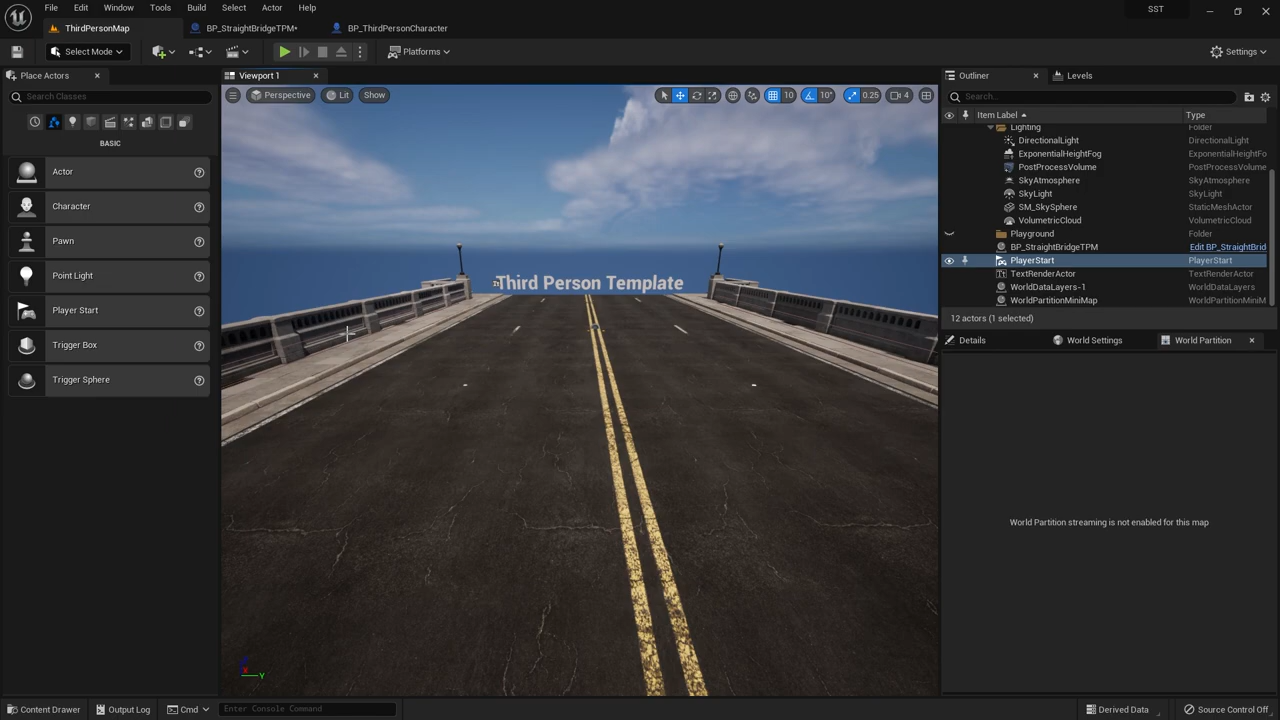 File Edit Window Tools Build Select Actor Help
SST
ThirdPersonMap BP_StraightBridgeTPM* BP_ThirdPersonCharacter
Select Mode Platforms Settings
Place Actors
Search Classes
BASIC
Actor
Character
Pawn
Point Light
Player Start
Trigger Box
Trigger Sphere
Viewport 1
Perspective Lit Show
10 10° 0.25 4
Third Person Template
Outliner Levels
Search...
Item Label Type
Lighting Folder
DirectionalLight DirectionalLight
ExponentialHeightFog ExponentialHeightFo
PostProcessVolume PostProcessVolume
SkyAtmosphere SkyAtmosphere
SkyLight SkyLight
SM_SkySphere StaticMeshActor
VolumetricCloud VolumetricCloud
Playground Folder
BP_StraightBridgeTPM Edit BP_StraightBrid
PlayerStart PlayerStart
TextRenderActor TextRenderActor
WorldDataLayers-1 WorldDataLayers
WorldPartitionMiniMap WorldPartitionMiniM
12 actors (1 selected)
Details World Settings World Partition
World Partition streaming is not enabled for this map
Z
X
Y
Content Drawer Output Log Cmd Enter Console Command Derived Data Source Control Off